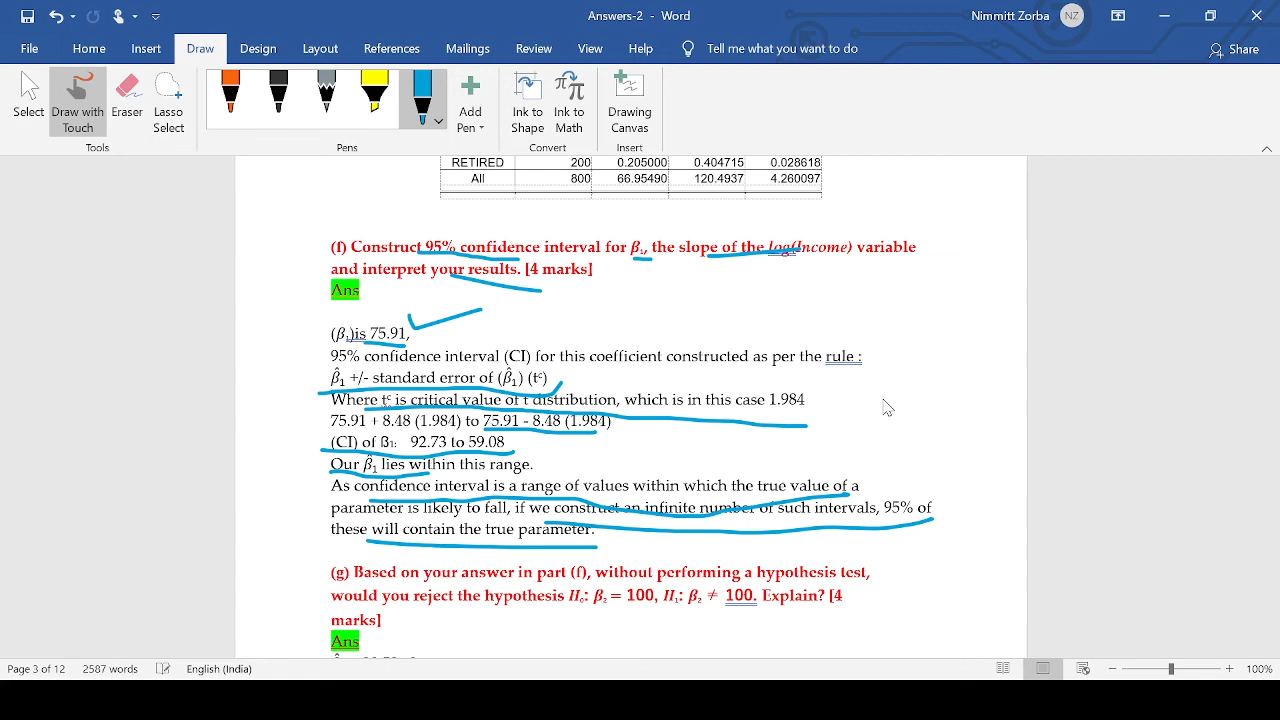 Answers-2 - Word
Nimmitt Zorba
NZ
File Home Insert Draw Design Layout References Mailings Review View Help Tell me what you want to do Share
Select
Draw with Touch
Eraser
Lasso Select
Add Pen
Ink to Shape
Ink to Math
Drawing Canvas
Tools
Pens
Convert
Insert
RETIRED 200 0.205000 0.404715 0.028618
All 800 66.95490 120.4937 4.260097
(f) Construct 95% confidence interval for β₁, the slope of the log(Income) variable
and interpret your results. [4 marks]
Ans
(β₁)is 75.91,
95% confidence interval (CI) for this coefficient constructed as per the rule :
β̂₁ +/- standard error of (β̂₁) (tᶜ)
Where tᶜ is critical value of t distribution, which is in this case 1.984
75.91 + 8.48 (1.984) to 75.91 - 8.48 (1.984)
(CI) of ß₁: 92.73 to 59.08
Our β̂₁ lies within this range.
As confidence interval is a range of values within which the true value of a
parameter is likely to fall, if we construct an infinite number of such intervals, 95% of
these will contain the true parameter.
(g) Based on your answer in part (f), without performing a hypothesis test,
would you reject the hypothesis H₀: β₂ = 100, H₁: β₂ ≠ 100. Explain? [4
marks]
Ans
Page 3 of 12 2587 words English (India) 100%